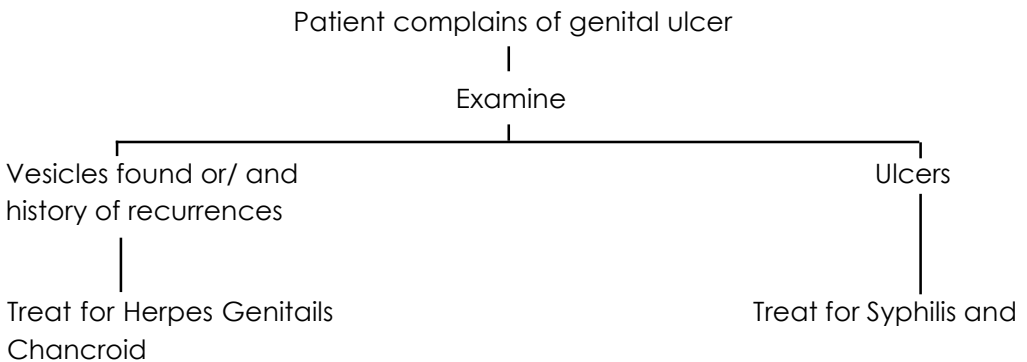 Patient complains of genital ulcer
Examine
Vesicles found or/ and
history of recurrences
Ulcers
Treat for Herpes Genitails
Treat for Syphilis and
Chancroid